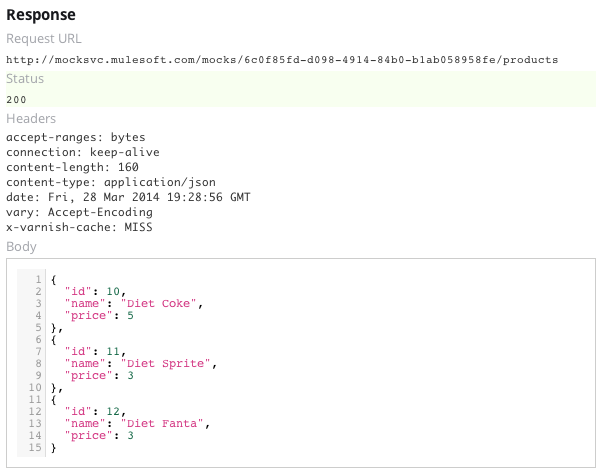 Response
Request URL
http://mocksvc.mulesoft.com/mocks/6c0f85fd-d098-4914-84b0-b1ab058958fe/products
Status
200
Headers
accept-ranges: bytes
connection: keep-alive
content-length: 160
content-type: application/json
date: Fri, 28 Mar 2014 19:28:56 GMT
vary: Accept-Encoding
x-varnish-cache: MISS
Body
1 {
2   "id": 10,
3   "name": "Diet Coke",
4   "price": 5
5 },
6 {
7   "id": 11,
8   "name": "Diet Sprite",
9   "price": 3
10 },
11 {
12   "id": 12,
13   "name": "Diet Fanta",
14   "price": 3
15 }